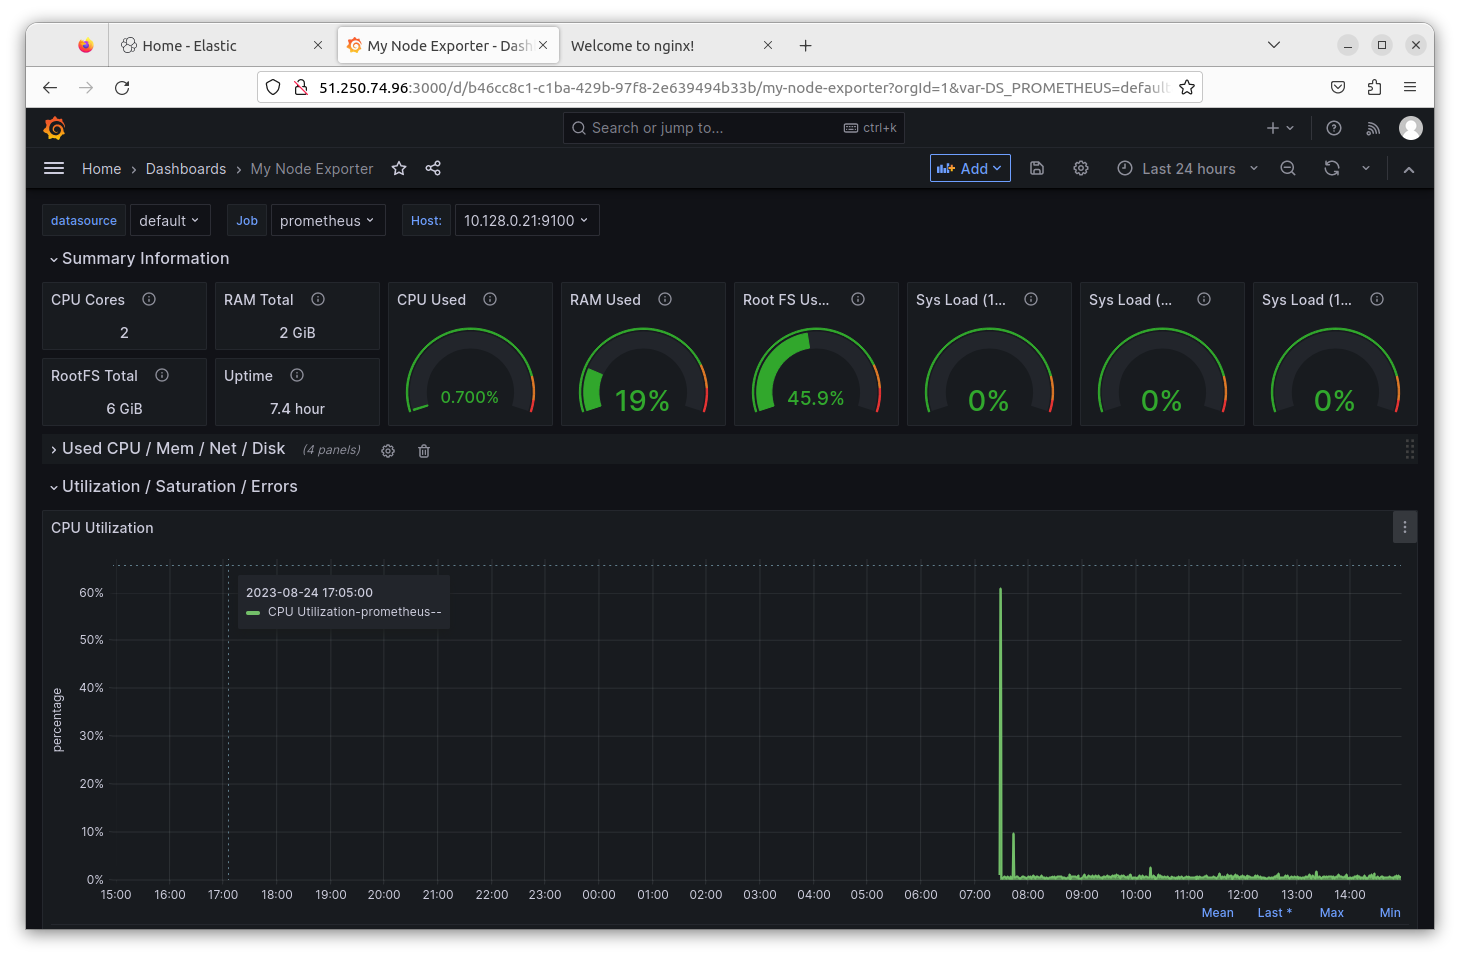 Home - Elastic
My Node Exporter - Dash
Welcome to nginx!
51.250.74.96:3000/d/b46cc8c1-c1ba-429b-97f8-2e639494b33b/my-node-exporter?orgId=1&var-DS_PROMETHEUS=default
Search or jump to... ctrl+k
Home › Dashboards › My Node Exporter
Add
Last 24 hours
datasource default Job prometheus Host: 10.128.0.21:9100
Summary Information
CPU Cores
2
RAM Total
2 GiB
RootFS Total
6 GiB
Uptime
7.4 hour
CPU Used
0.700%
RAM Used
19%
Root FS Us...
45.9%
Sys Load (1...
0%
Sys Load (...
0%
Sys Load (1...
0%
Used CPU / Mem / Net / Disk (4 panels)
Utilization / Saturation / Errors
CPU Utilization
2023-08-24 17:05:00
CPU Utilization-prometheus--
percentage
60%
50%
40%
30%
20%
10%
0%
15:00 16:00 17:00 18:00 19:00 20:00 21:00 22:00 23:00 00:00 01:00 02:00 03:00 04:00 05:00 06:00 07:00 08:00 09:00 10:00 11:00 12:00 13:00 14:00
Mean Last * Max Min